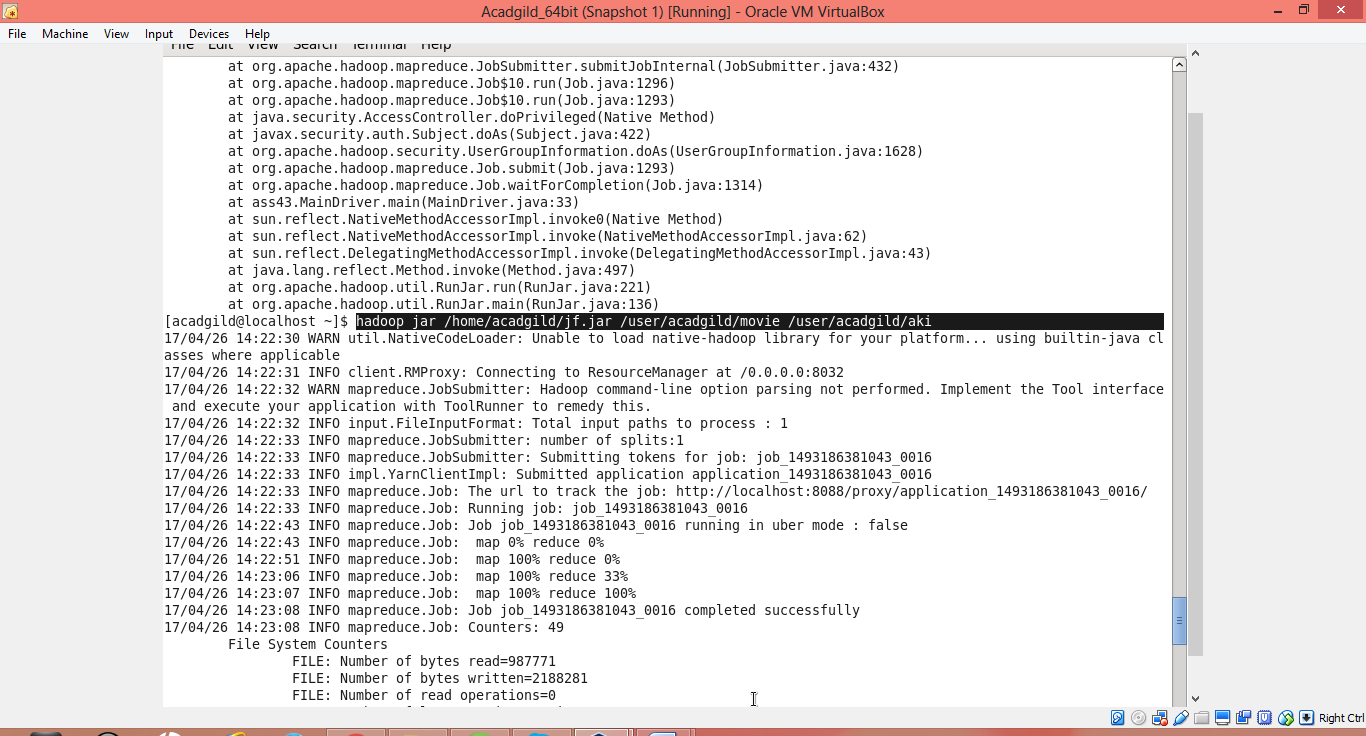 Acadgild_64bit (Snapshot 1) [Running] - Oracle VM VirtualBox
File Machine View Input Devices Help
File Edit View Search Terminal Help
at org.apache.hadoop.mapreduce.JobSubmitter.submitJobInternal(JobSubmitter.java:432)
at org.apache.hadoop.mapreduce.Job$10.run(Job.java:1296)
at org.apache.hadoop.mapreduce.Job$10.run(Job.java:1293)
at java.security.AccessController.doPrivileged(Native Method)
at javax.security.auth.Subject.doAs(Subject.java:422)
at org.apache.hadoop.security.UserGroupInformation.doAs(UserGroupInformation.java:1628)
at org.apache.hadoop.mapreduce.Job.submit(Job.java:1293)
at org.apache.hadoop.mapreduce.Job.waitForCompletion(Job.java:1314)
at ass43.MainDriver.main(MainDriver.java:33)
at sun.reflect.NativeMethodAccessorImpl.invoke0(Native Method)
at sun.reflect.NativeMethodAccessorImpl.invoke(NativeMethodAccessorImpl.java:62)
at sun.reflect.DelegatingMethodAccessorImpl.invoke(DelegatingMethodAccessorImpl.java:43)
at java.lang.reflect.Method.invoke(Method.java:497)
at org.apache.hadoop.util.RunJar.run(RunJar.java:221)
at org.apache.hadoop.util.RunJar.main(RunJar.java:136)
[acadgild@localhost ~]$ hadoop jar /home/acadgild/jf.jar /user/acadgild/movie /user/acadgild/aki
17/04/26 14:22:30 WARN util.NativeCodeLoader: Unable to load native-hadoop library for your platform... using builtin-java cl
asses where applicable
17/04/26 14:22:31 INFO client.RMProxy: Connecting to ResourceManager at /0.0.0.0:8032
17/04/26 14:22:32 WARN mapreduce.JobSubmitter: Hadoop command-line option parsing not performed. Implement the Tool interface
and execute your application with ToolRunner to remedy this.
17/04/26 14:22:32 INFO input.FileInputFormat: Total input paths to process : 1
17/04/26 14:22:33 INFO mapreduce.JobSubmitter: number of splits:1
17/04/26 14:22:33 INFO mapreduce.JobSubmitter: Submitting tokens for job: job_1493186381043_0016
17/04/26 14:22:33 INFO impl.YarnClientImpl: Submitted application application_1493186381043_0016
17/04/26 14:22:33 INFO mapreduce.Job: The url to track the job: http://localhost:8088/proxy/application_1493186381043_0016/
17/04/26 14:22:33 INFO mapreduce.Job: Running job: job_1493186381043_0016
17/04/26 14:22:43 INFO mapreduce.Job: Job job_1493186381043_0016 running in uber mode : false
17/04/26 14:22:43 INFO mapreduce.Job:  map 0% reduce 0%
17/04/26 14:22:51 INFO mapreduce.Job:  map 100% reduce 0%
17/04/26 14:23:06 INFO mapreduce.Job:  map 100% reduce 33%
17/04/26 14:23:07 INFO mapreduce.Job:  map 100% reduce 100%
17/04/26 14:23:08 INFO mapreduce.Job: Job job_1493186381043_0016 completed successfully
17/04/26 14:23:08 INFO mapreduce.Job: Counters: 49
File System Counters
FILE: Number of bytes read=987771
FILE: Number of bytes written=2188281
FILE: Number of read operations=0
Right Ctrl